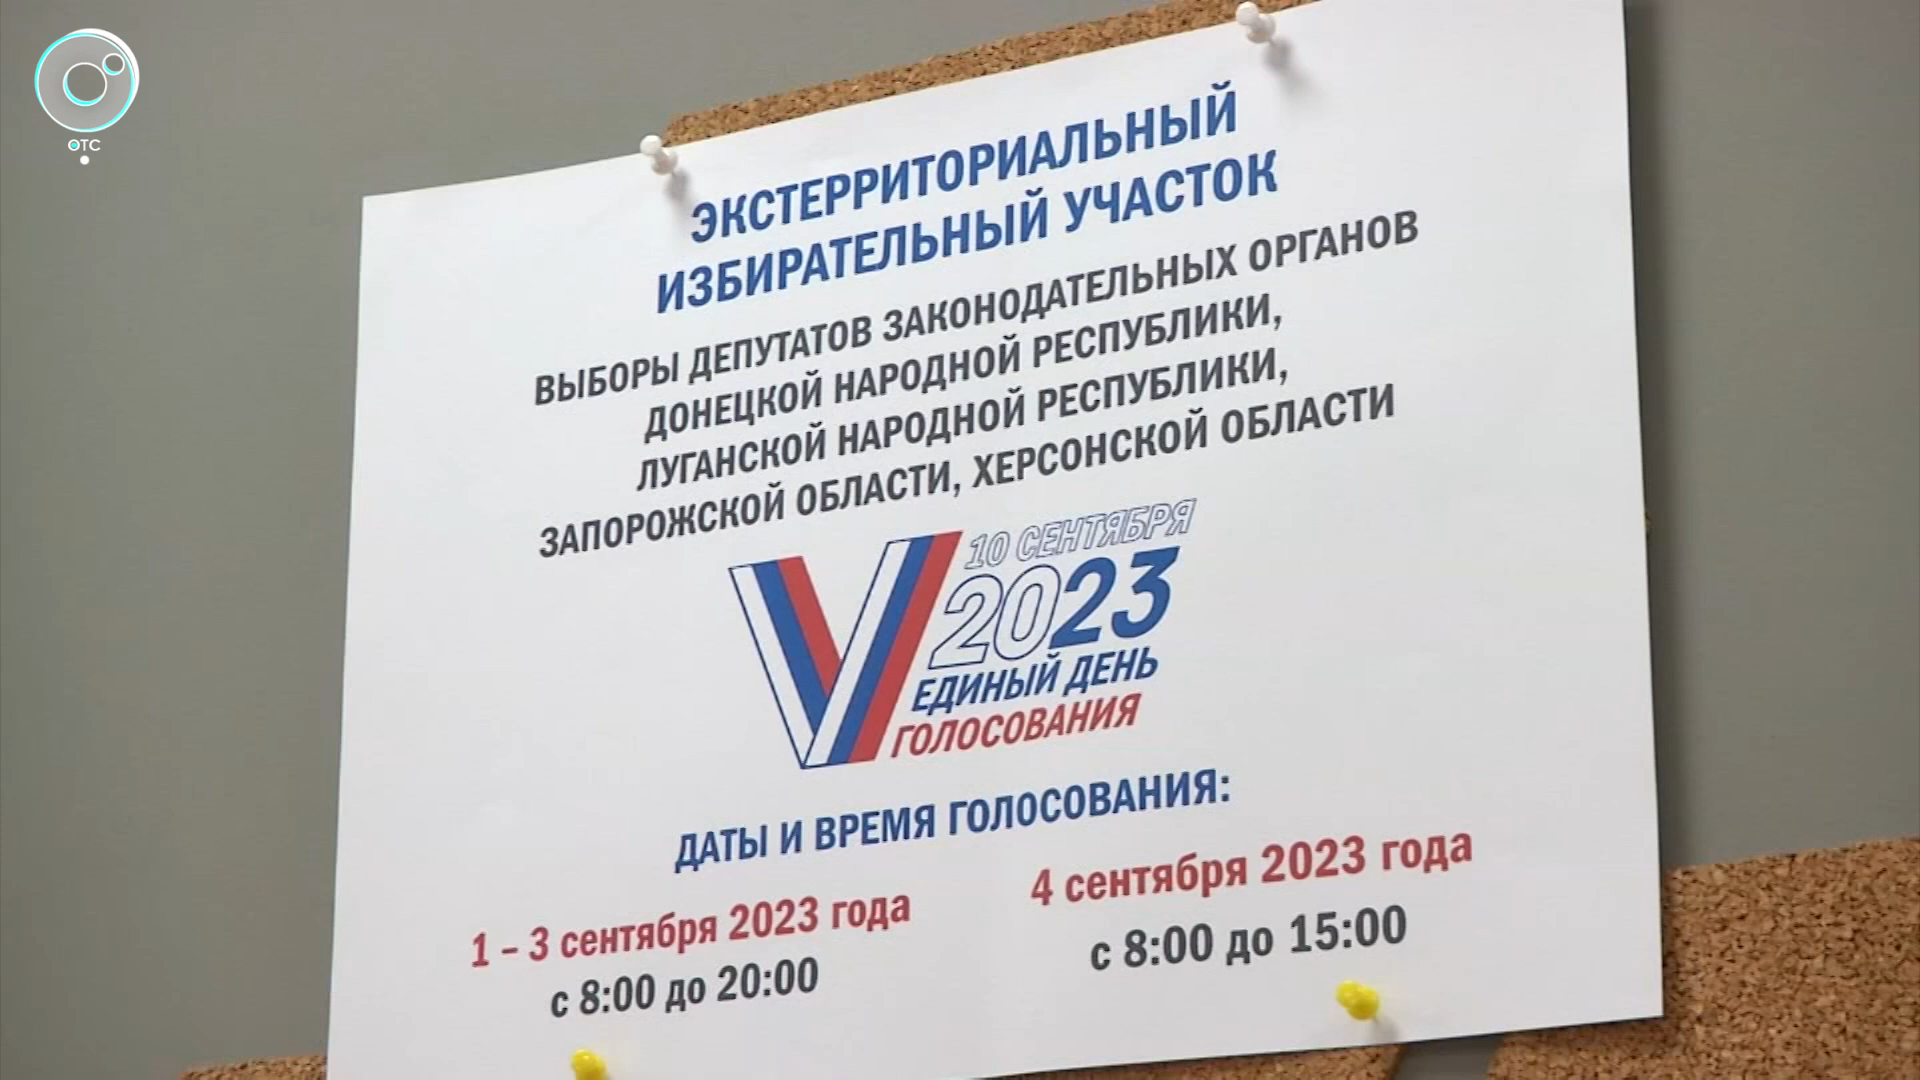 ОТС
ЭКСТЕРРИТОРИАЛЬНЫЙ
ИЗБИРАТЕЛЬНЫЙ УЧАСТОК
ВЫБОРЫ ДЕПУТАТОВ ЗАКОНОДАТЕЛЬНЫХ ОРГАНОВ
ДОНЕЦКОЙ НАРОДНОЙ РЕСПУБЛИКИ,
ЛУГАНСКОЙ НАРОДНОЙ РЕСПУБЛИКИ,
ЗАПОРОЖСКОЙ ОБЛАСТИ, ХЕРСОНСКОЙ ОБЛАСТИ
10 СЕНТЯБРЯ
2023
ЕДИНЫЙ ДЕНЬ
ГОЛОСОВАНИЯ
ДАТЫ И ВРЕМЯ ГОЛОСОВАНИЯ:
1 – 3 сентября 2023 года
с 8:00 до 20:00
4 сентября 2023 года
с 8:00 до 15:00